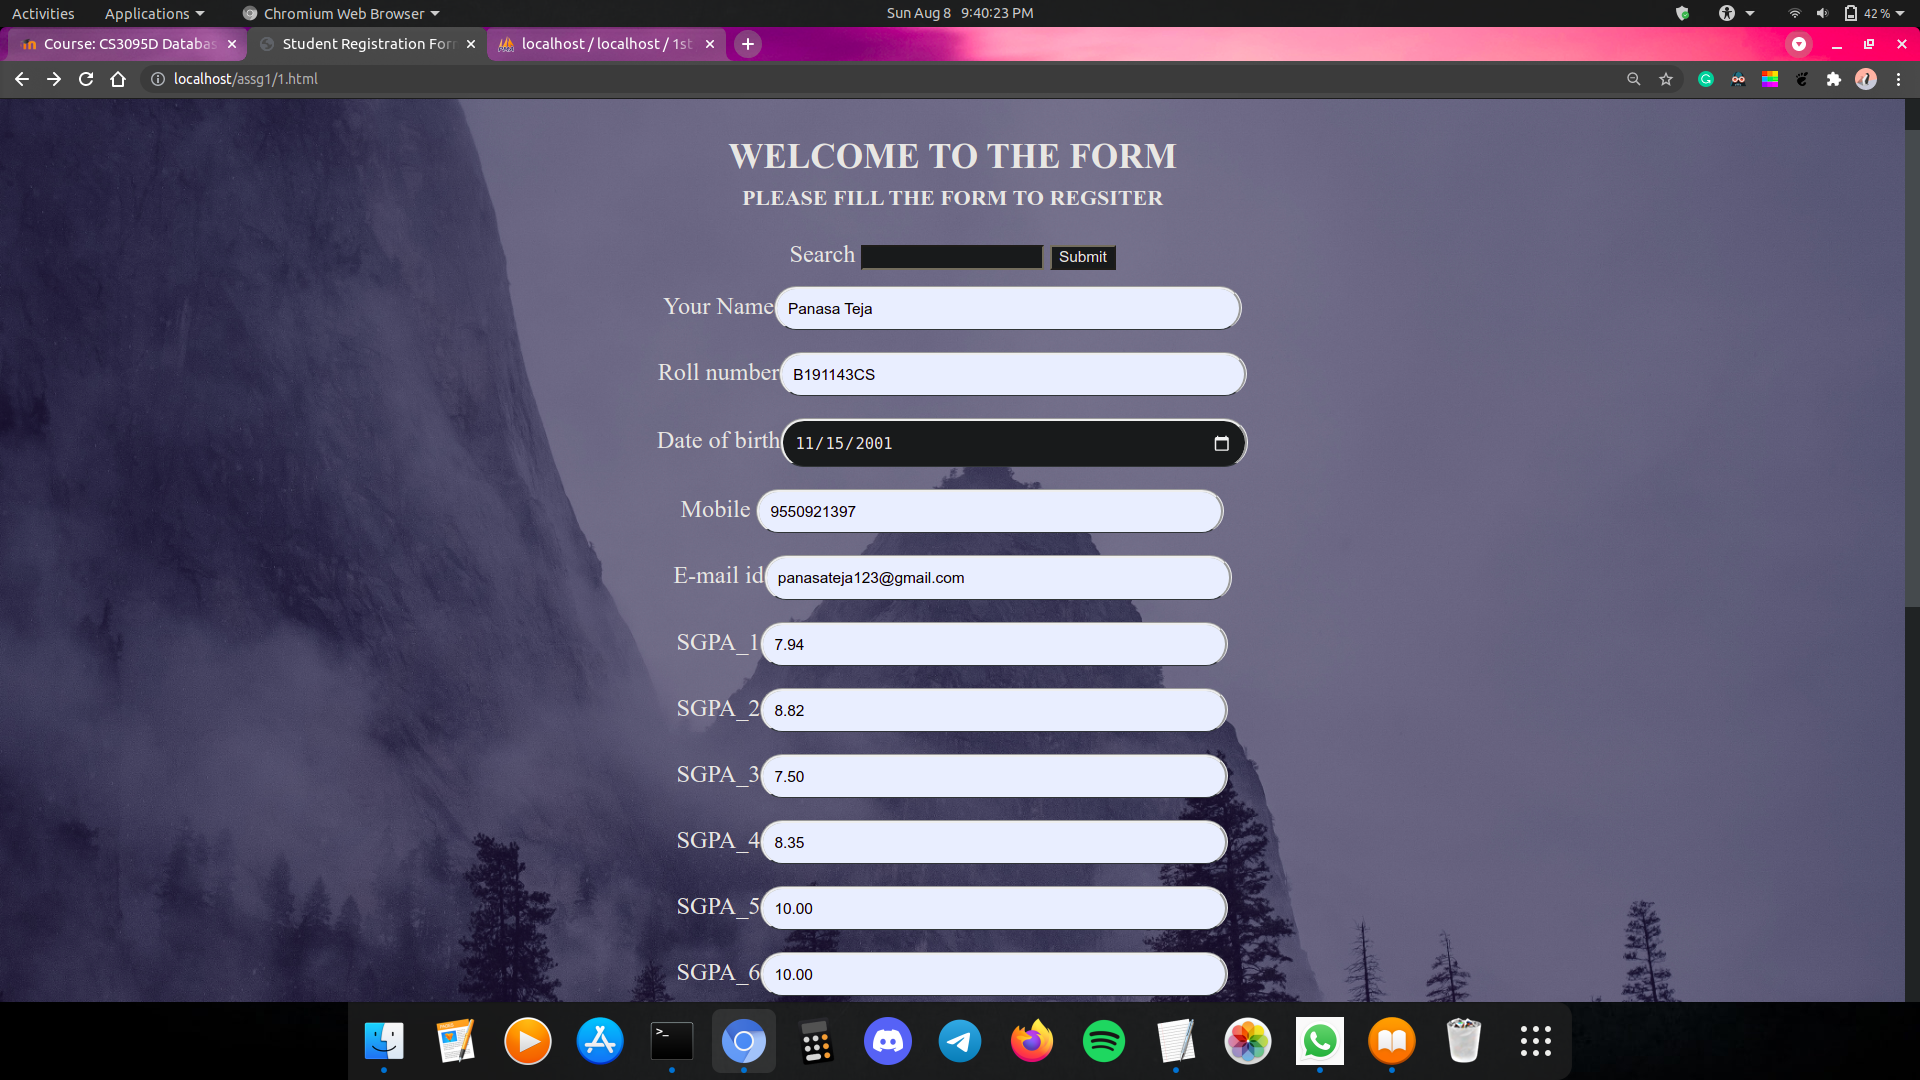 Activities Applications Chromium Web Browser Sun Aug 8 9:40:23 PM 42 %
Course: CS3095D Databas Student Registration For localhost / localhost / 1st
localhost/assg1/1.html
WELCOME TO THE FORM
PLEASE FILL THE FORM TO REGSITER
Search Submit
Your Name Panasa Teja
Roll number B191143CS
Date of birth 11/15/2001
Mobile 9550921397
E-mail id panasateja123@gmail.com
SGPA_1 7.94
SGPA_2 8.82
SGPA_3 7.50
SGPA_4 8.35
SGPA_5 10.00
SGPA_6 10.00